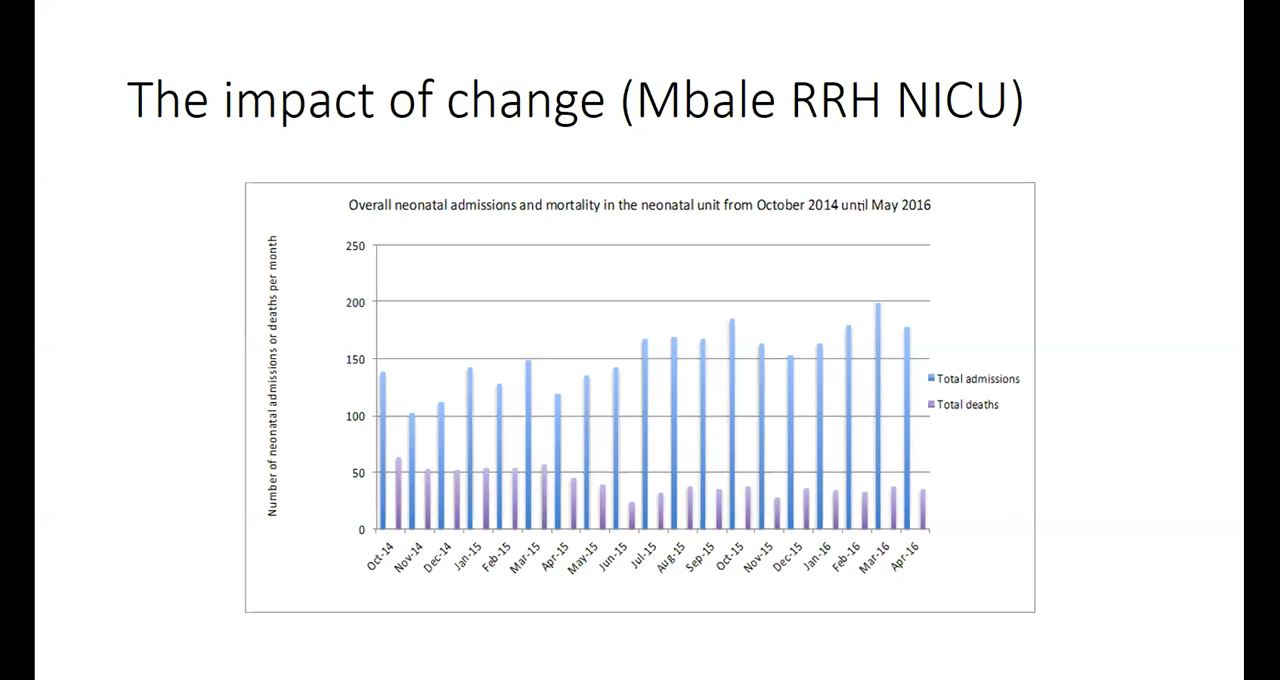 The impact of change (Mbale RRH NICU)
Overall neonatal admissions and mortality in the neonatal unit from October 2014 until May 2016
Number of neonatal admissions or deaths per month
250
200
150
100
50
0
Oct-14
Nov-14
Dec-14
Jan-15
Feb-15
Mar-15
Apr-15
May-15
Jun-15
Jul-15
Aug-15
Sep-15
Oct-15
Nov-15
Dec-15
Jan-16
Feb-16
Mar-16
Apr-16
Total admissions
Total deaths